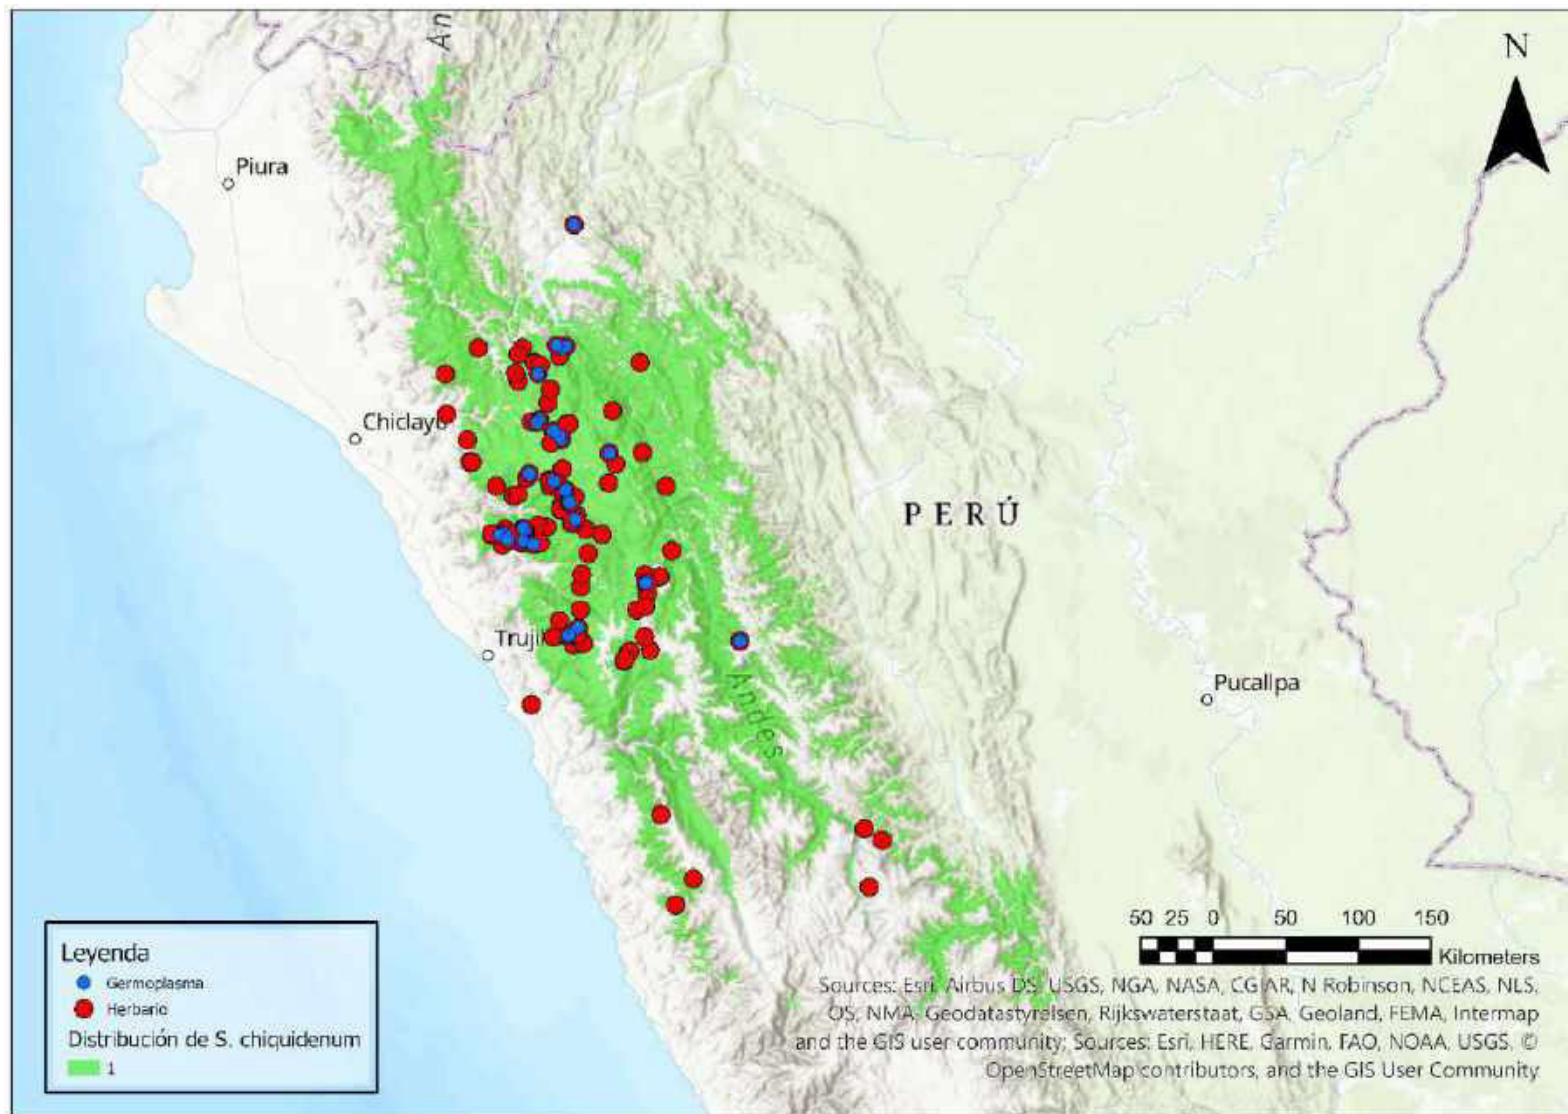 An
N
Piura
Chiclayo
PERÚ
Trujil
Andes
Pucallpa
50 25 0 50 100 150
Kilometers
Leyenda
Germoplasma
Herbario
Distribución de S. chiquidenum
1
Sources: Esri, Airbus DS, USGS, NGA, NASA, CGIAR, N Robinson, NCEAS, NLS,
OS, NMA, Geodatastyrelsen, Rijkswaterstaat, GSA, Geoland, FEMA, Intermap
and the GIS user community; Sources: Esri, HERE, Garmin, FAO, NOAA, USGS, ©
OpenStreetMap contributors, and the GIS User Community